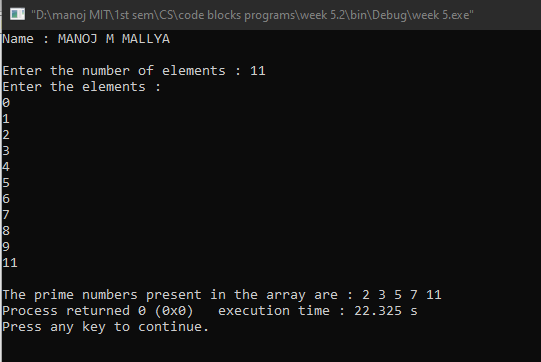 "D:\manoj MIT\1st sem\CS\code blocks programs\week 5.2\bin\Debug\week 5.exe"
Name : MANOJ M MALLYA
Enter the number of elements : 11
Enter the elements :
0
1
2
3
4
5
6
7
8
9
11
The prime numbers present in the array are : 2 3 5 7 11
Process returned 0 (0x0)   execution time : 22.325 s
Press any key to continue.